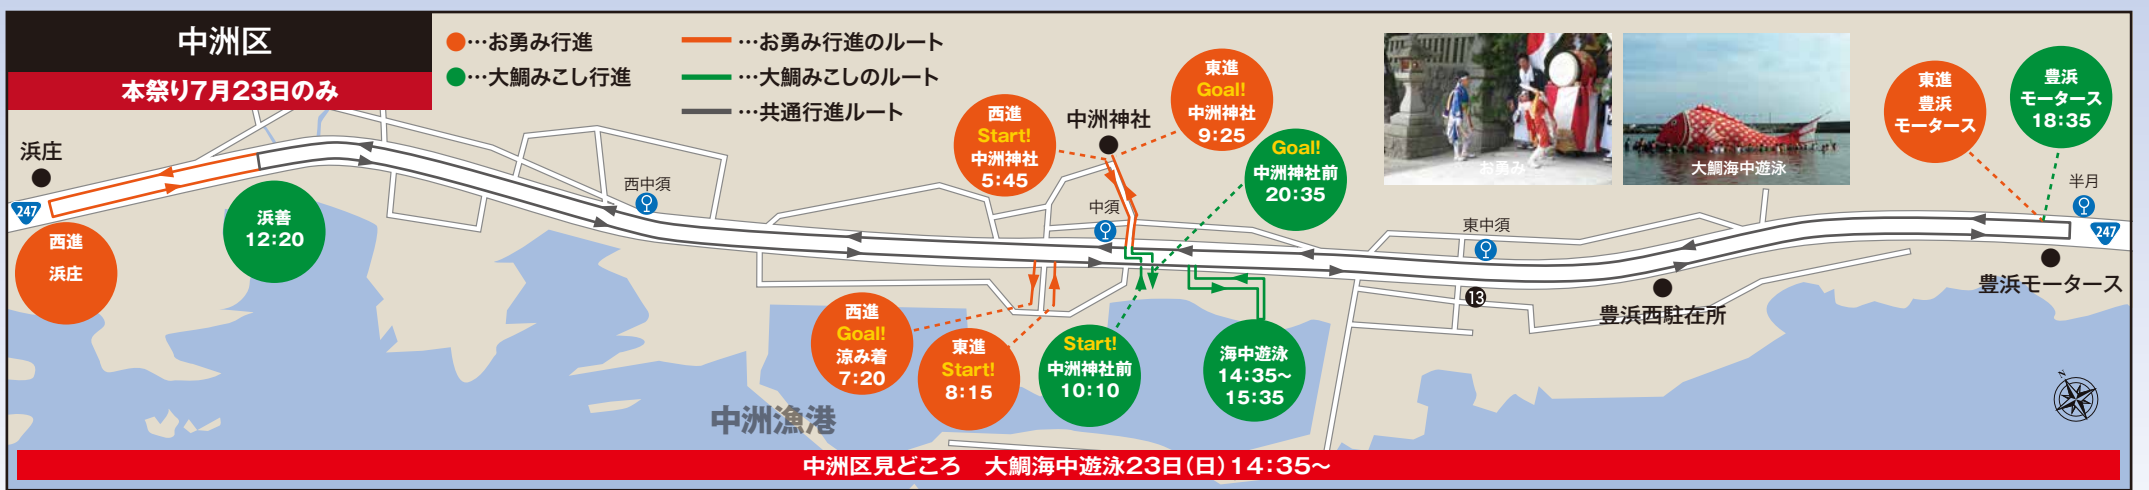 中洲区
本祭り7月23日のみ
●…お勇み行進
●…大鯛みこし行進
…お勇み行進のルート
…大鯛みこしのルート
…共通行進ルート
浜庄
247
西進
浜庄
浜善
12:20
西中須
西進
Start!
中洲神社
5:45
中洲神社
東進
Goal!
中洲神社
9:25
Goal!
中洲神社前
20:35
中須
西進
Goal!
涼み着
7:20
東進
Start!
8:15
Start!
中洲神社前
10:10
海中遊泳
14:35~
15:35
中洲漁港
お勇み
大鯛海中遊泳
東中須
13
豊浜西駐在所
東進
豊浜
モータース
豊浜
モータース
18:35
半月
247
豊浜モータース
N
中洲区見どころ 大鯛海中遊泳23日(日)14:35~